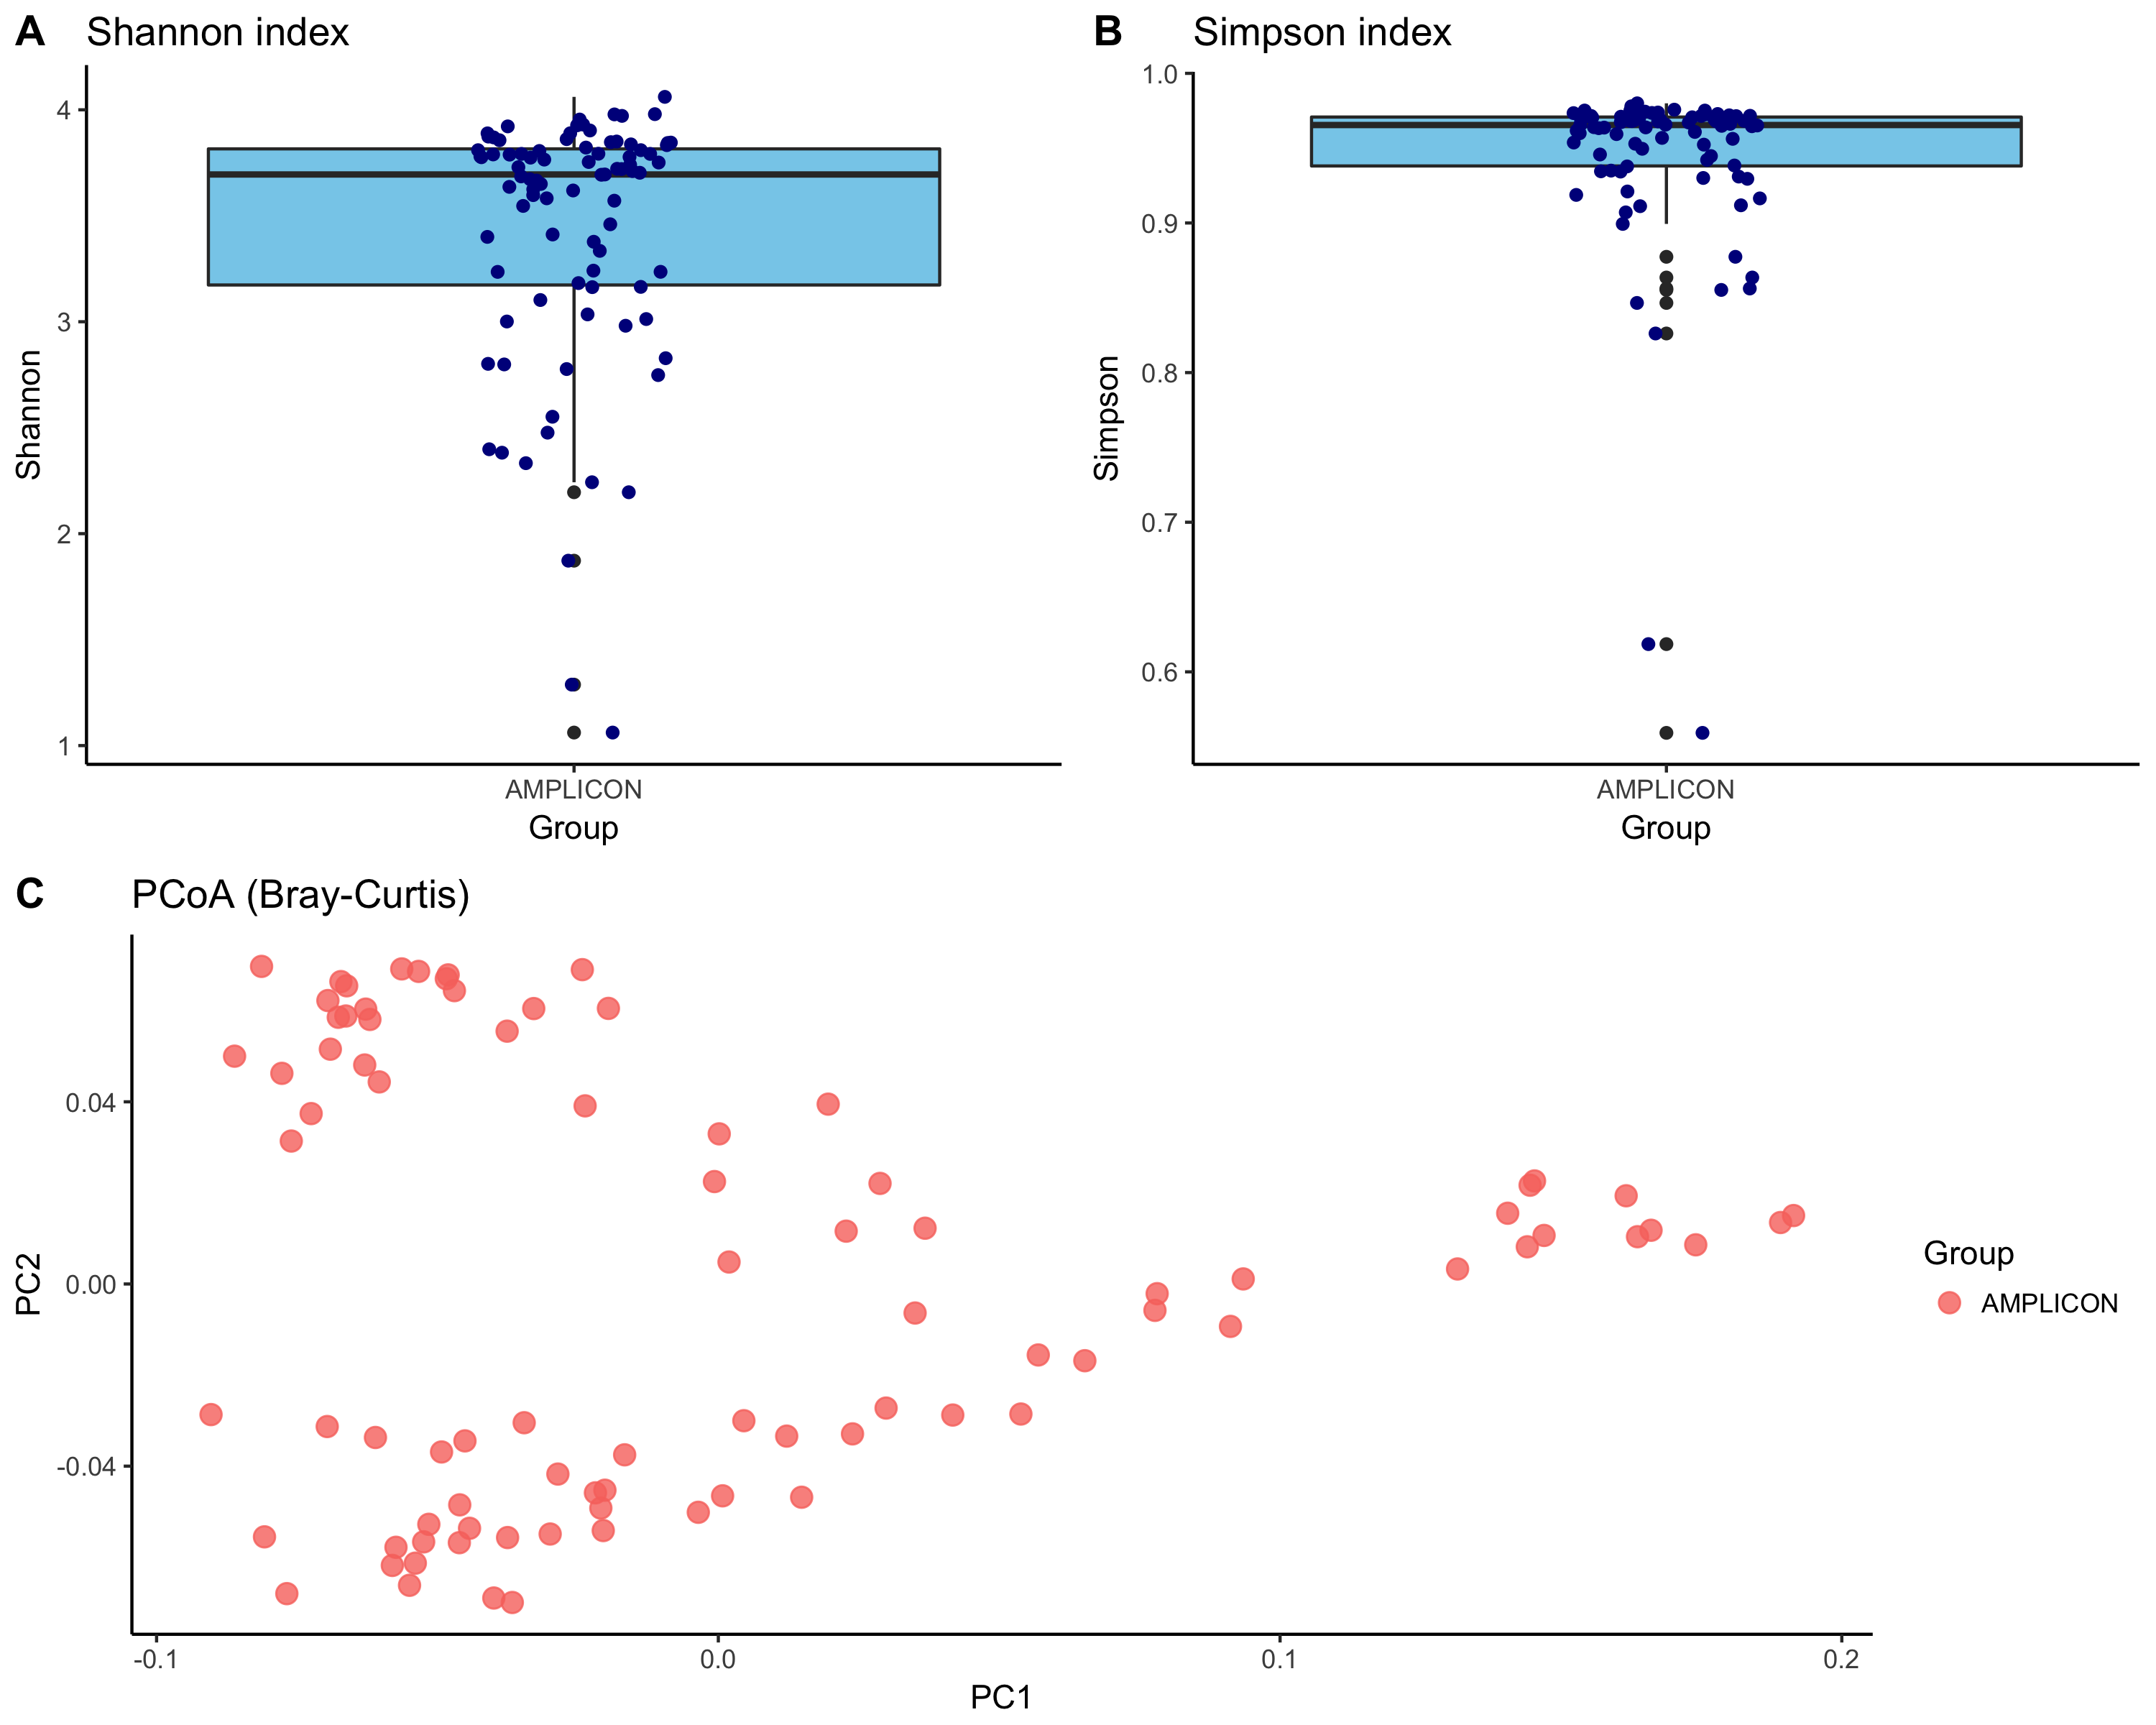 A Shannon index
4
3
2
1
Shannon
AMPLICON
Group
B Simpson index
1.0
0.9
0.8
0.7
0.6
Simpson
AMPLICON
Group
C PCoA (Bray-Curtis)
0.04
0.00
-0.04
PC2
-0.1 0.0 0.1 0.2
PC1
Group
AMPLICON